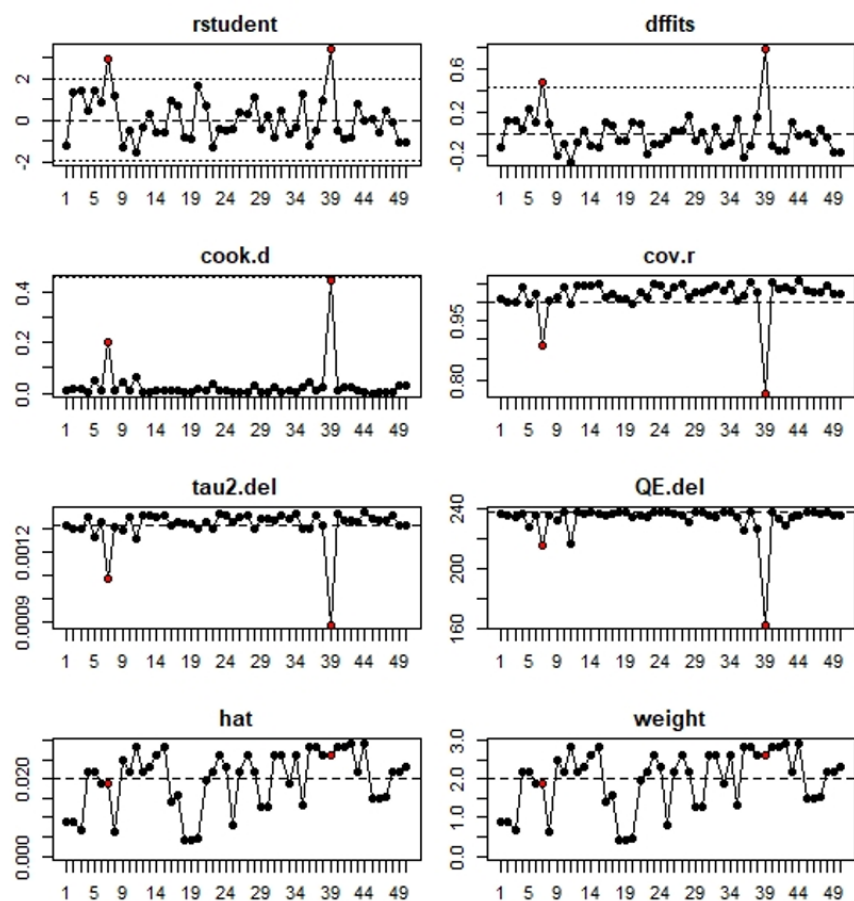 rstudent dffits
2 0.6
0 0.2
-2 -0.2
1 5 9 14 19 24 29 34 39 44 49 1 5 9 14 19 24 29 34 39 44 49
cook.d cov.r
0.4 0.95
0.2 0.80
0.0
1 5 9 14 19 24 29 34 39 44 49 1 5 9 14 19 24 29 34 39 44 49
tau2.del QE.del
0.0012 240
0.0009 200
160
1 5 9 14 19 24 29 34 39 44 49 1 5 9 14 19 24 29 34 39 44 49
hat weight
0.020 3.0
0.000 2.0
1.0
0.0
1 5 9 14 19 24 29 34 39 44 49 1 5 9 14 19 24 29 34 39 44 49